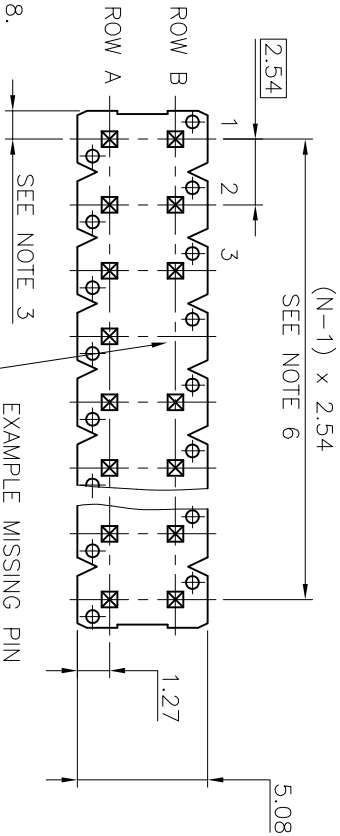 8.
ROW A
ROW B
2.54
1
2
3
(N-1) x 2.54
SEE NOTE 6
SEE NOTE 3
EXAMPLE MISSING PIN
1.27
5.08